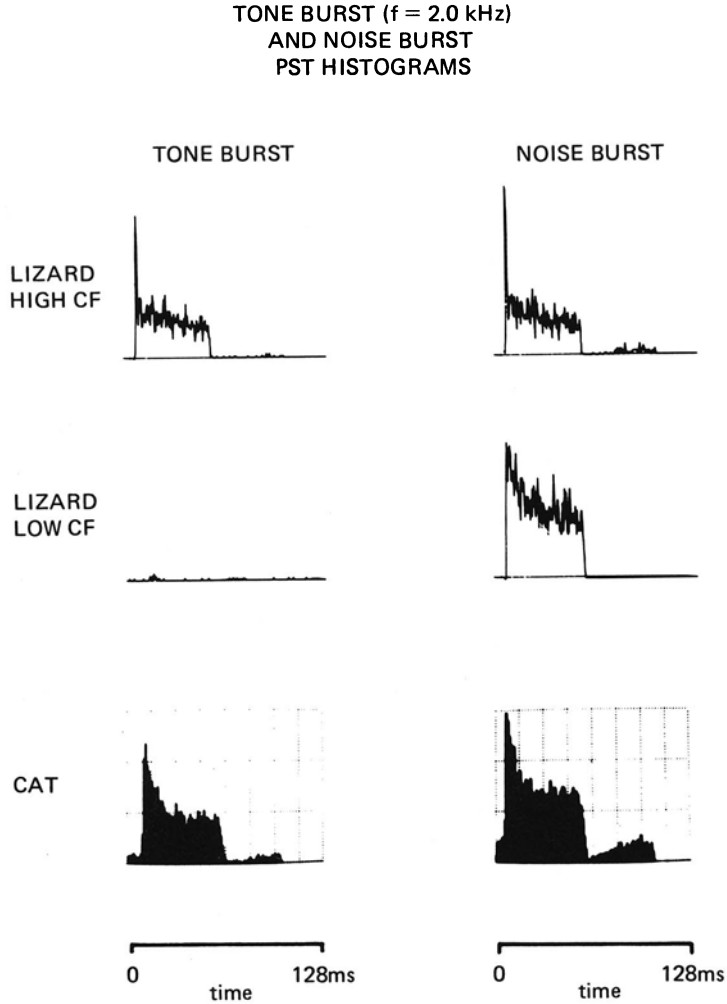 TONE BURST (f = 2.0 kHz)
AND NOISE BURST
PST HISTOGRAMS
TONE BURST
NOISE BURST
LIZARD
HIGH CF
LIZARD
LOW CF
CAT
0
128ms
time
0
128ms
time